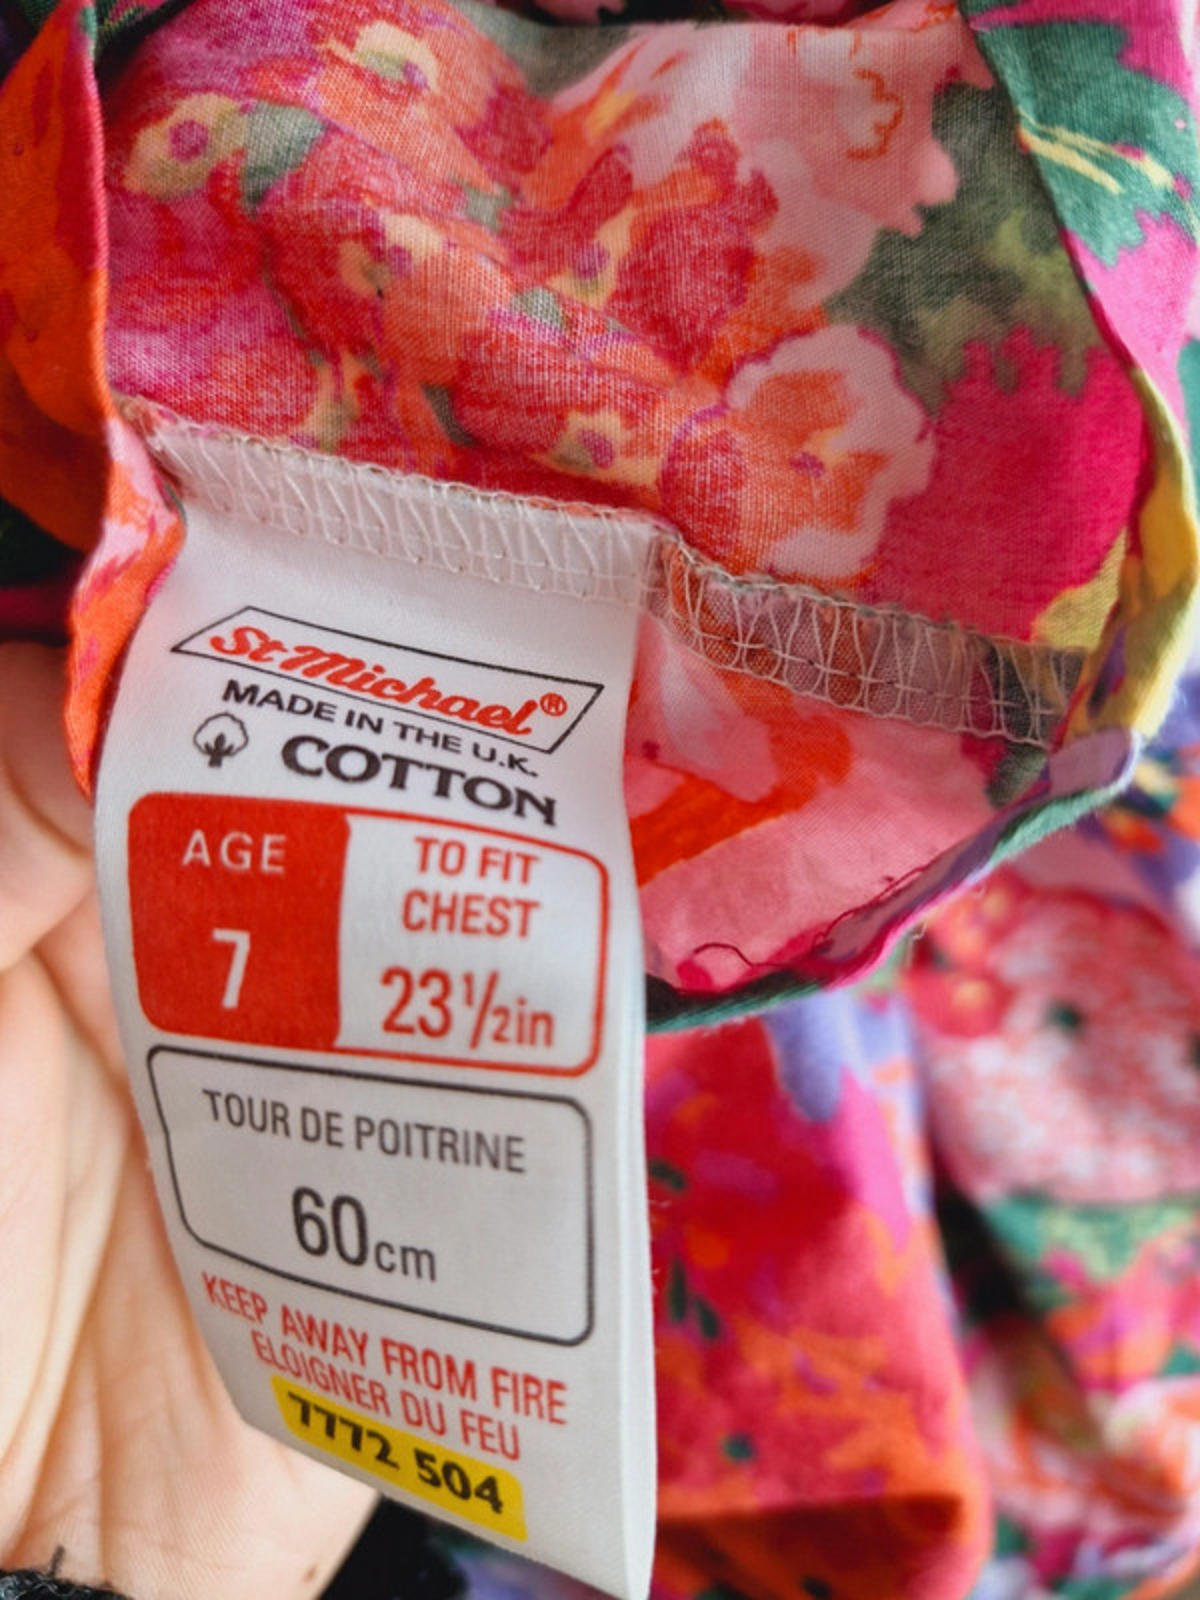 St Michael®
MADE IN THE U.K.
COTTON
AGE
7
TO FIT
CHEST
23½in
TOUR DE POITRINE
60cm
KEEP AWAY FROM FIRE
ELOIGNER DU FEU
7772 504